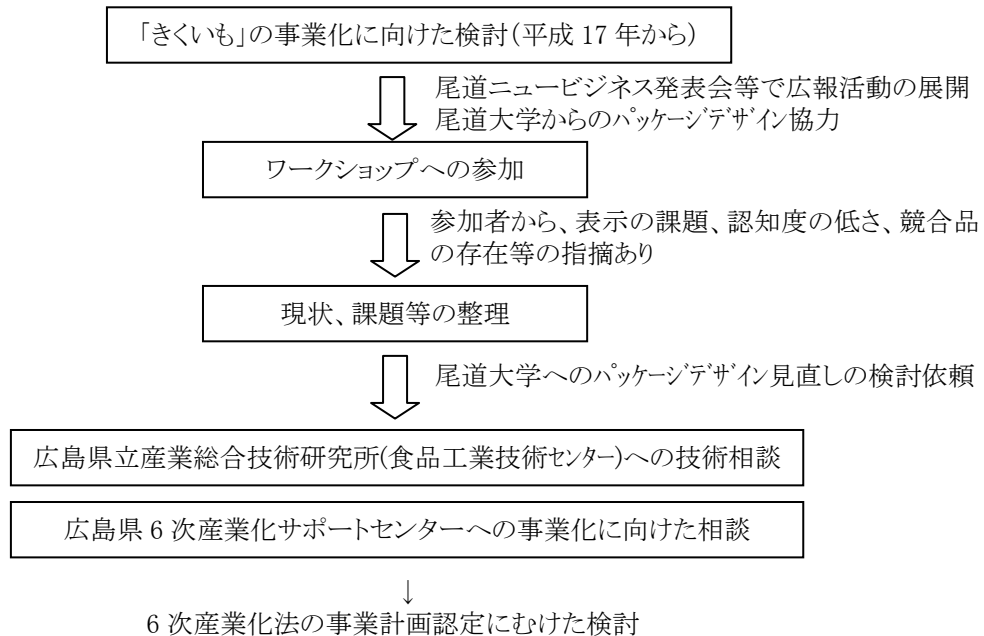 「きくいも」の事業化に向けた検討(平成 17 年から)
尾道ニュービジネス発表会等で広報活動の展開
尾道大学からのﾊﾟｯｹｰｼﾞﾃﾞｻﾞｲﾝ協力
ワークショップへの参加
参加者から、表示の課題、認知度の低さ、競合品
の存在等の指摘あり
現状、課題等の整理
尾道大学へのﾊﾟｯｹｰｼﾞﾃﾞｻﾞｲﾝ見直しの検討依頼
広島県立産業総合技術研究所(食品工業技術ｾﾝﾀｰ)への技術相談
広島県 6 次産業化サポートセンターへの事業化に向けた相談
↓
6 次産業化法の事業計画認定にむけた検討